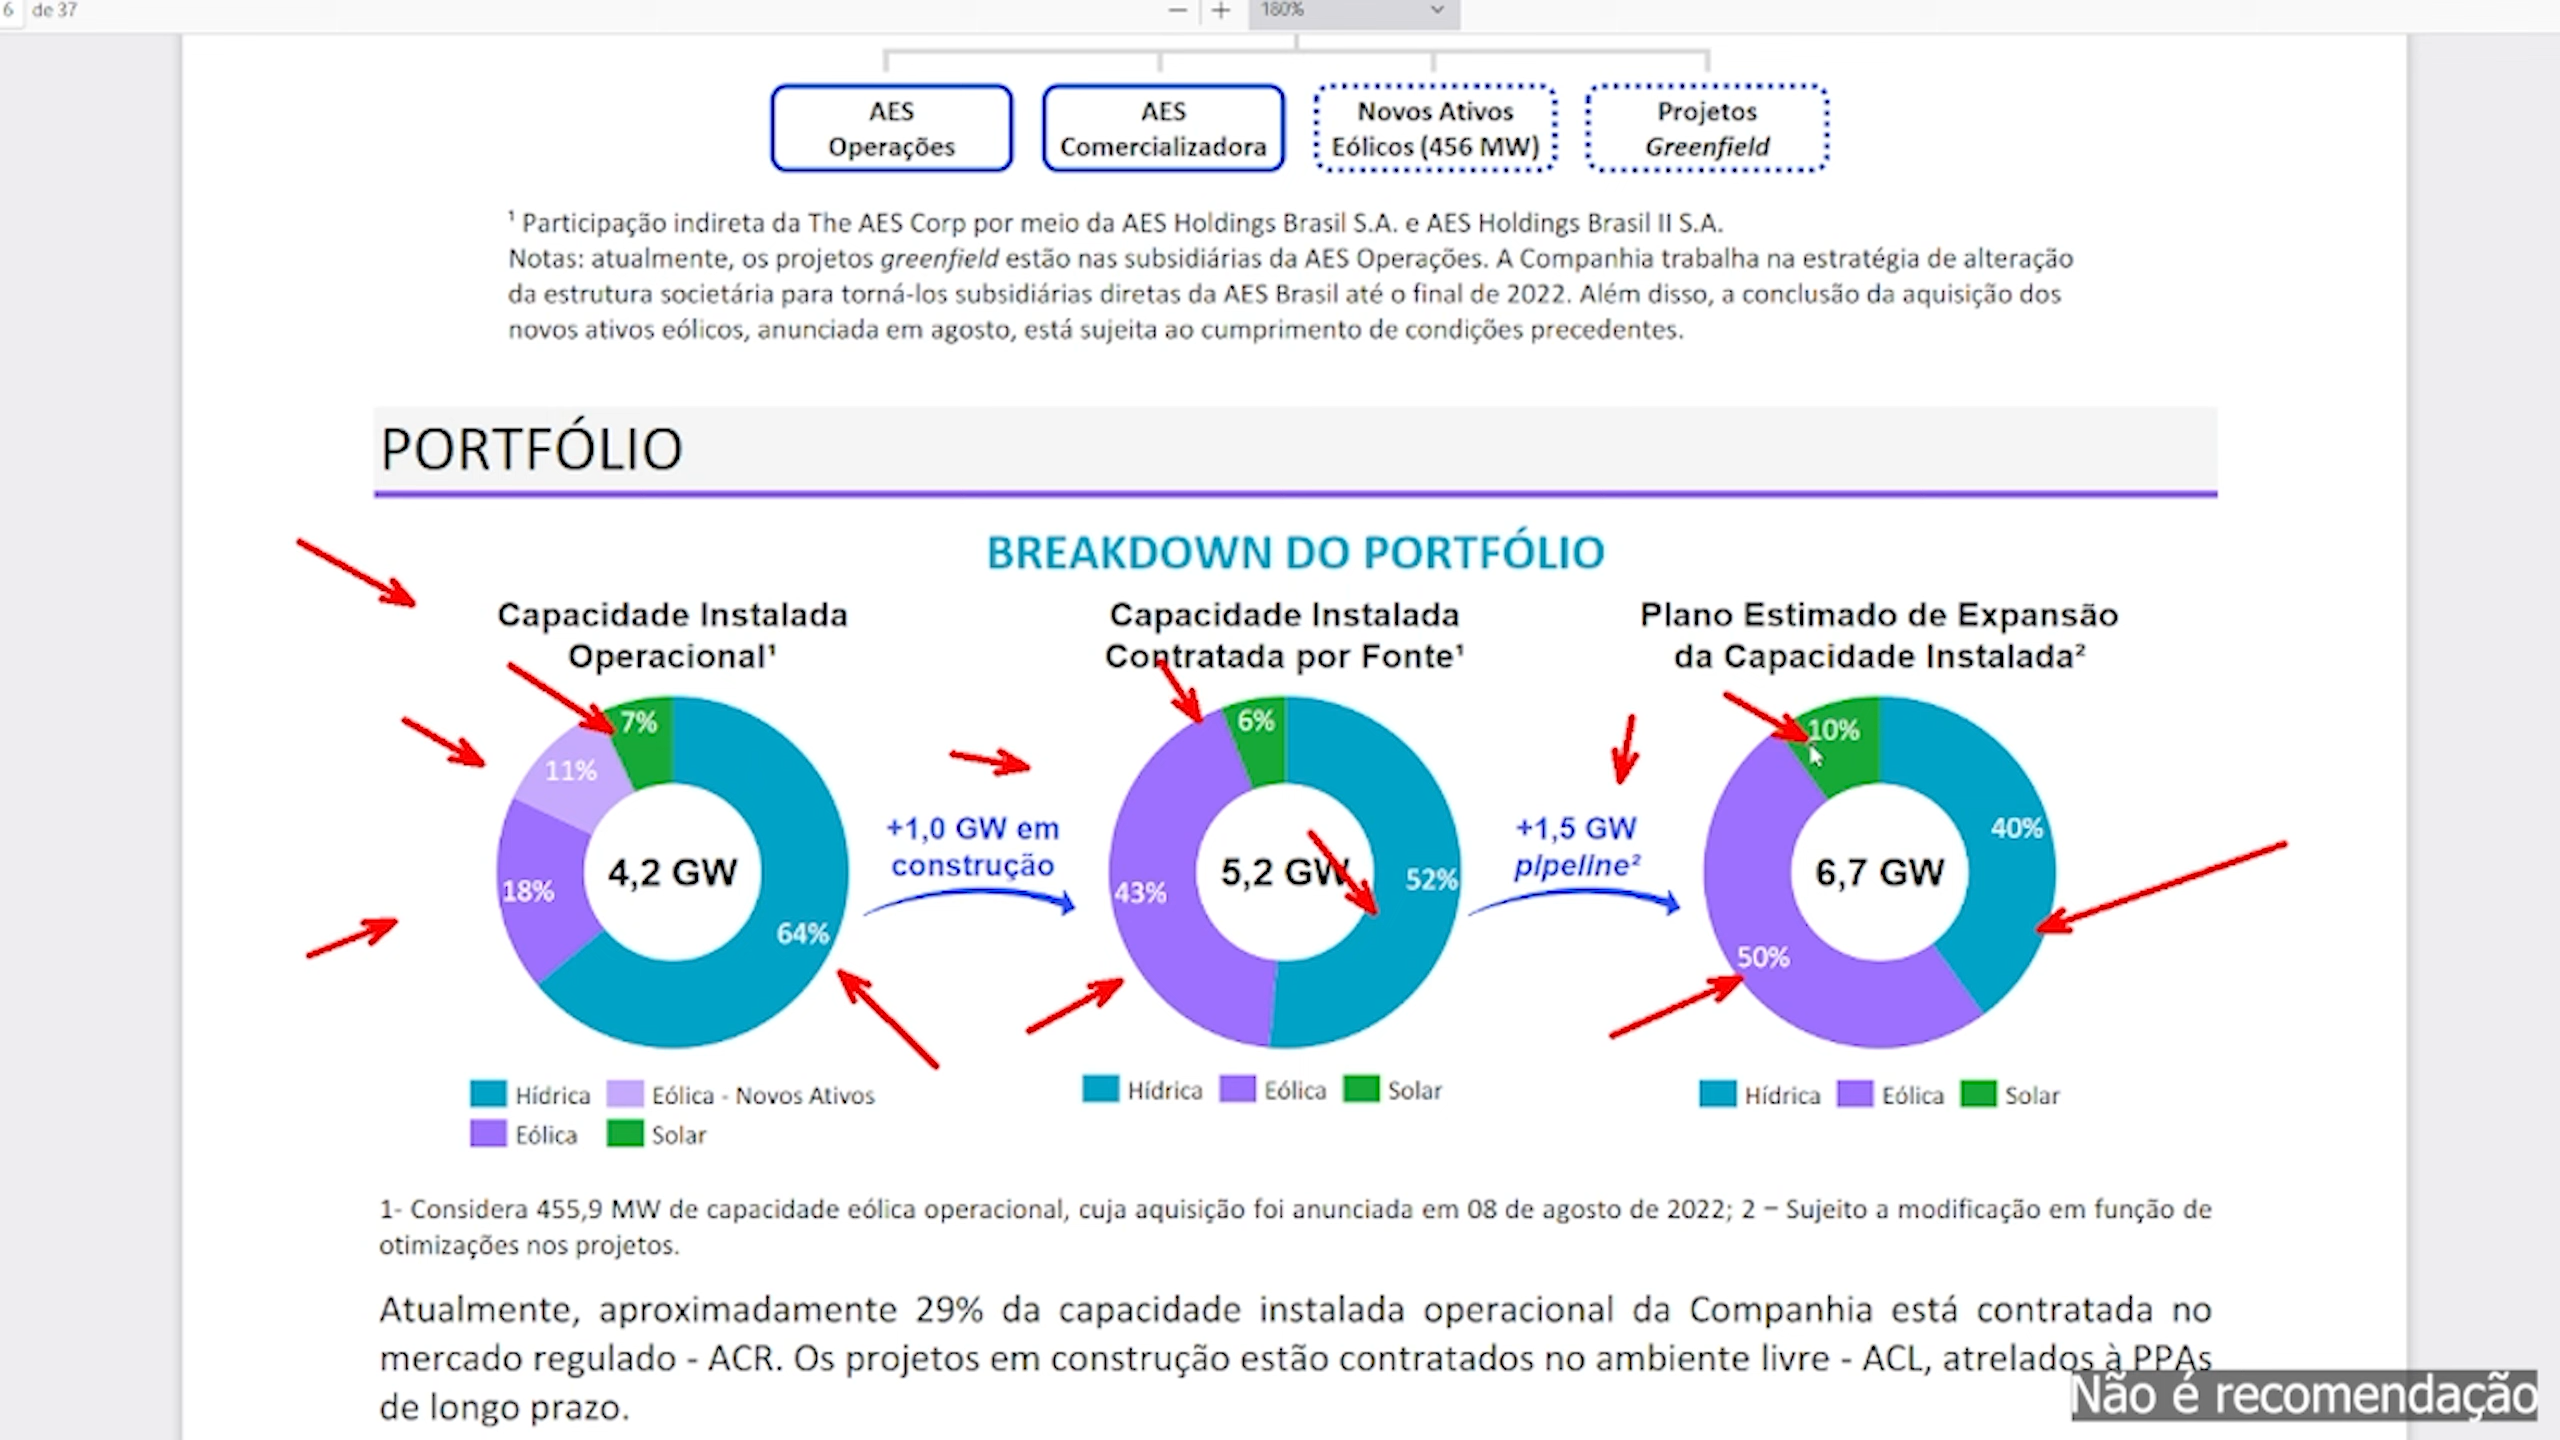 6 de 37
180%
AES
Operações
AES
Comercializadora
Novos Ativos
Eólicos (456 MW)
Projetos
Greenfield
¹ Participação indireta da The AES Corp por meio da AES Holdings Brasil S.A. e AES Holdings Brasil II S.A.
Notas: atualmente, os projetos greenfield estão nas subsidiárias da AES Operações. A Companhia trabalha na estratégia de alteração
da estrutura societária para torná-los subsidiárias diretas da AES Brasil até o final de 2022. Além disso, a conclusão da aquisição dos
novos ativos eólicos, anunciada em agosto, está sujeita ao cumprimento de condições precedentes.
PORTFÓLIO
BREAKDOWN DO PORTFÓLIO
Capacidade Instalada
Operacional¹
7%
11%
18%
4,2 GW
64%
Hídrica
Eólica - Novos Ativos
Eólica
Solar
+1,0 GW em
construção
Capacidade Instalada
Contratada por Fonte¹
6%
43%
5,2 GW
52%
Hídrica
Eólica
Solar
+1,5 GW
pipeline²
Plano Estimado de Expansão
da Capacidade Instalada²
10%
40%
6,7 GW
50%
Hídrica
Eólica
Solar
1- Considera 455,9 MW de capacidade eólica operacional, cuja aquisição foi anunciada em 08 de agosto de 2022; 2 – Sujeito a modificação em função de
otimizações nos projetos.
Atualmente, aproximadamente 29% da capacidade instalada operacional da Companhia está contratada no
mercado regulado - ACR. Os projetos em construção estão contratados no ambiente livre - ACL, atrelados à PPAs
de longo prazo.
Não é recomendação